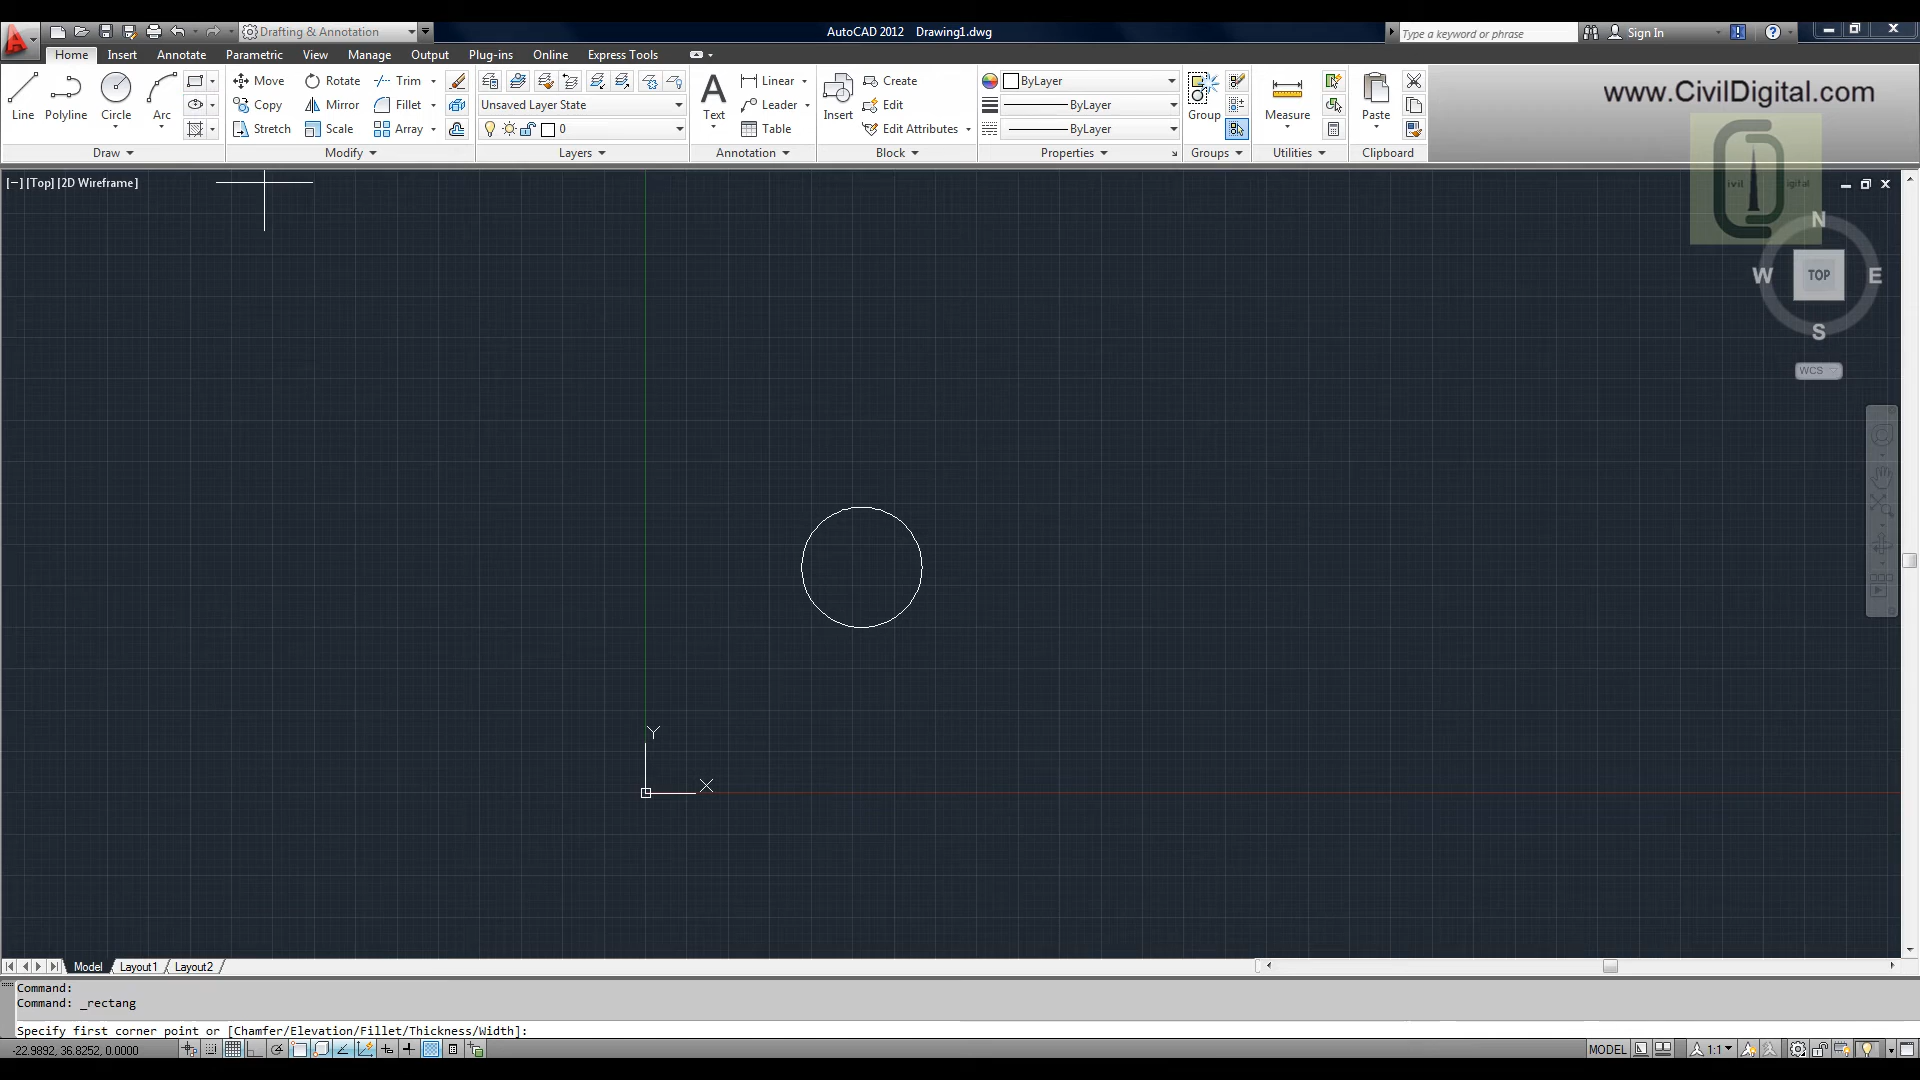 Drafting & Annotation
AutoCAD 2012 Drawing1.dwg
Type a keyword or phrase
Sign In
Home Insert Annotate Parametric View Manage Output Plug-ins Online Express Tools
Line Polyline Circle Arc
Move Rotate Trim
Copy Mirror Fillet
Stretch Scale Array
Unsaved Layer State
0
Text
Linear
Leader
Table
Insert
Create
Edit
Edit Attributes
ByLayer
ByLayer
ByLayer
Group
Measure
Paste
Draw Modify Layers Annotation Block Properties Groups Utilities Clipboard
www.CivilDigital.com
ivil igital
[−] [Top] [2D Wireframe]
N
W TOP E
S
WCS
Y
X
Model Layout1 Layout2
Command:
Command: _rectang
Specify first corner point or [Chamfer/Elevation/Fillet/Thickness/Width]:
-22.9892, 36.8252, 0.0000
MODEL
1:1